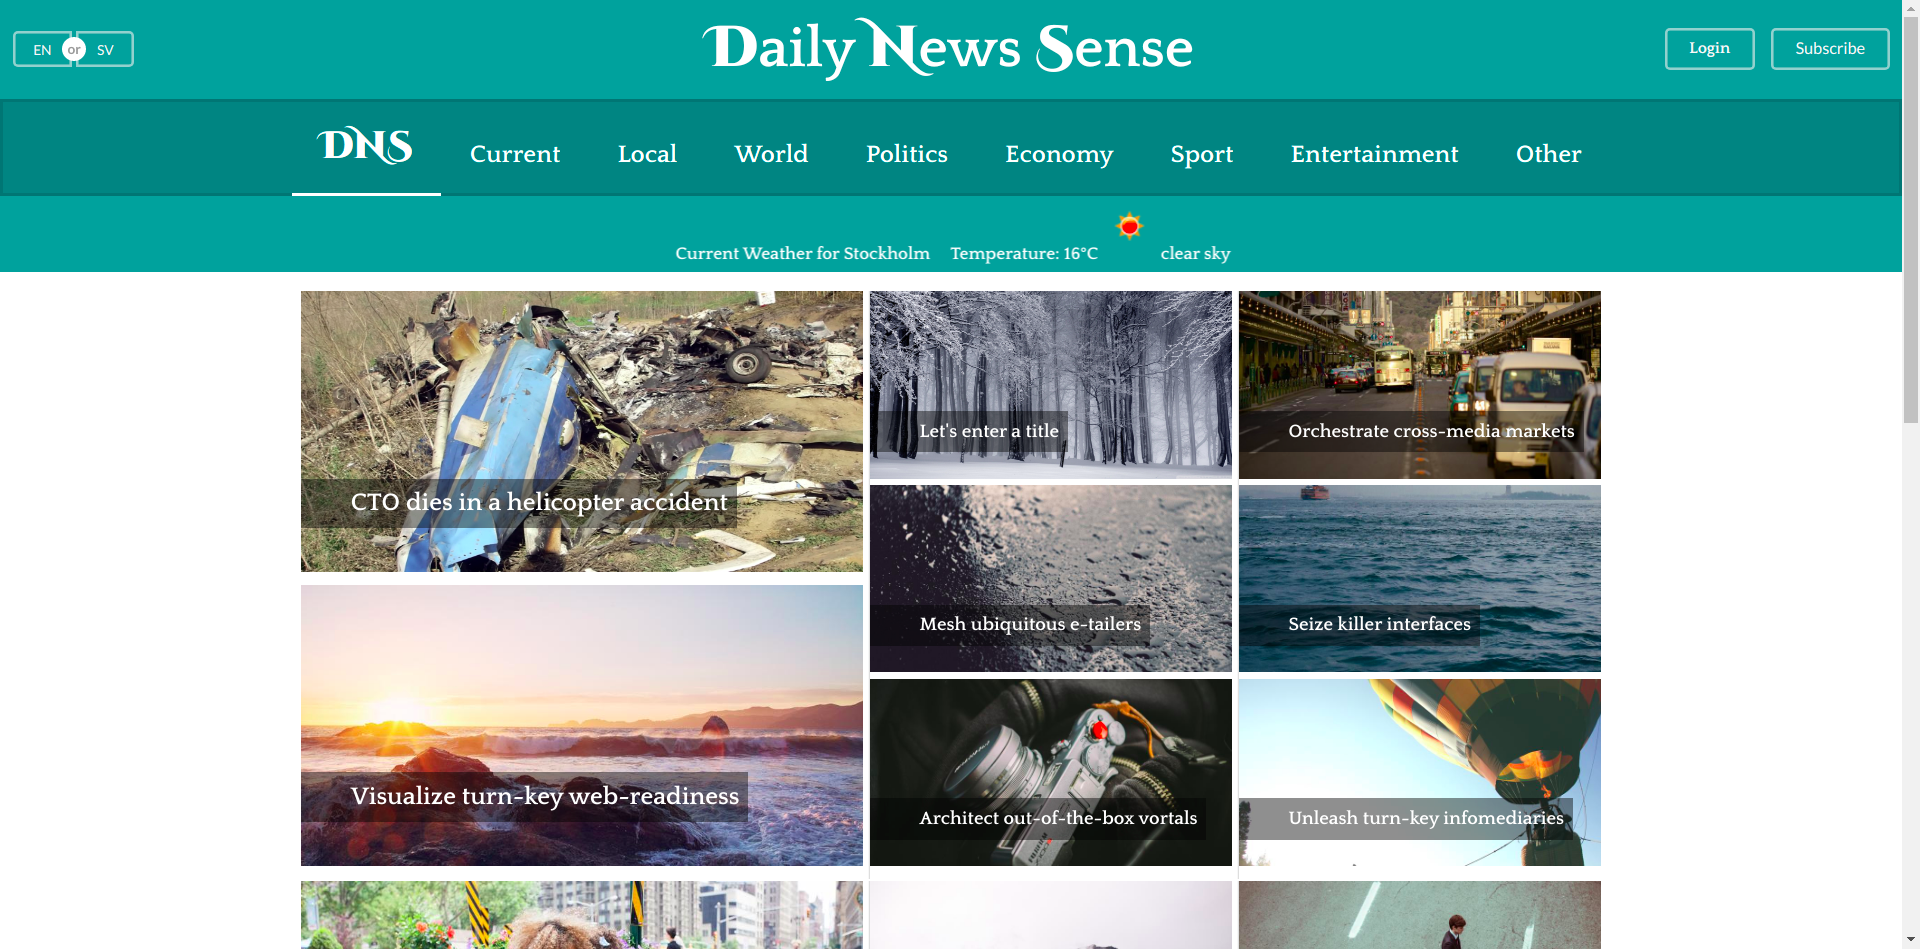 EN or SV
Daily News Sense
Login
Subscribe
DNS
Current
Local
World
Politics
Economy
Sport
Entertainment
Other
Current Weather for Stockholm Temperature: 16°C clear sky
CTO dies in a helicopter accident
Let's enter a title
Orchestrate cross-media markets
Mesh ubiquitous e-tailers
Seize killer interfaces
Visualize turn-key web-readiness
Architect out-of-the-box vortals
Unleash turn-key infomediaries